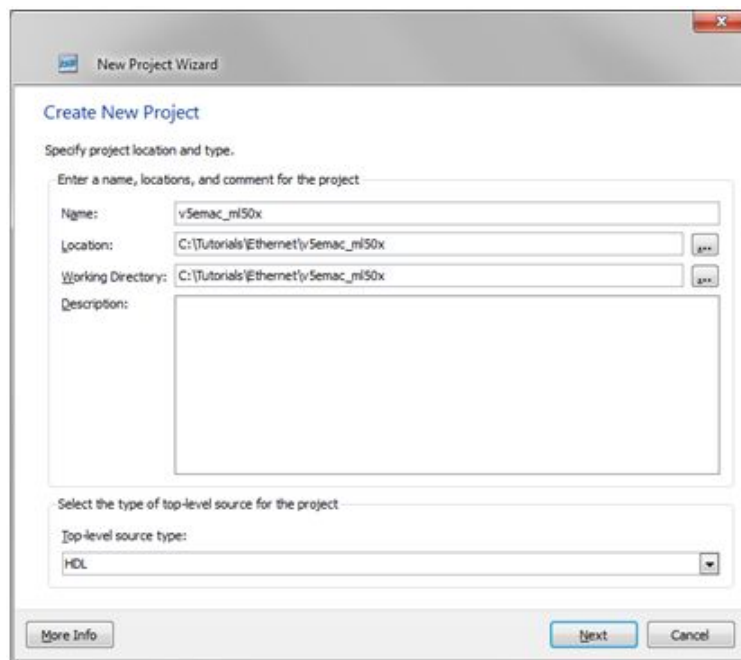 New Project Wizard
Create New Project
Specify project location and type.
Enter a name, locations, and comment for the project
Name: v5emac_ml50x
Location: C:\Tutorials\Ethernet\v5emac_ml50x ...
Working Directory: C:\Tutorials\Ethernet\v5emac_ml50x ...
Description:
Select the type of top-level source for the project
Top-level source type:
HDL
More Info Next Cancel